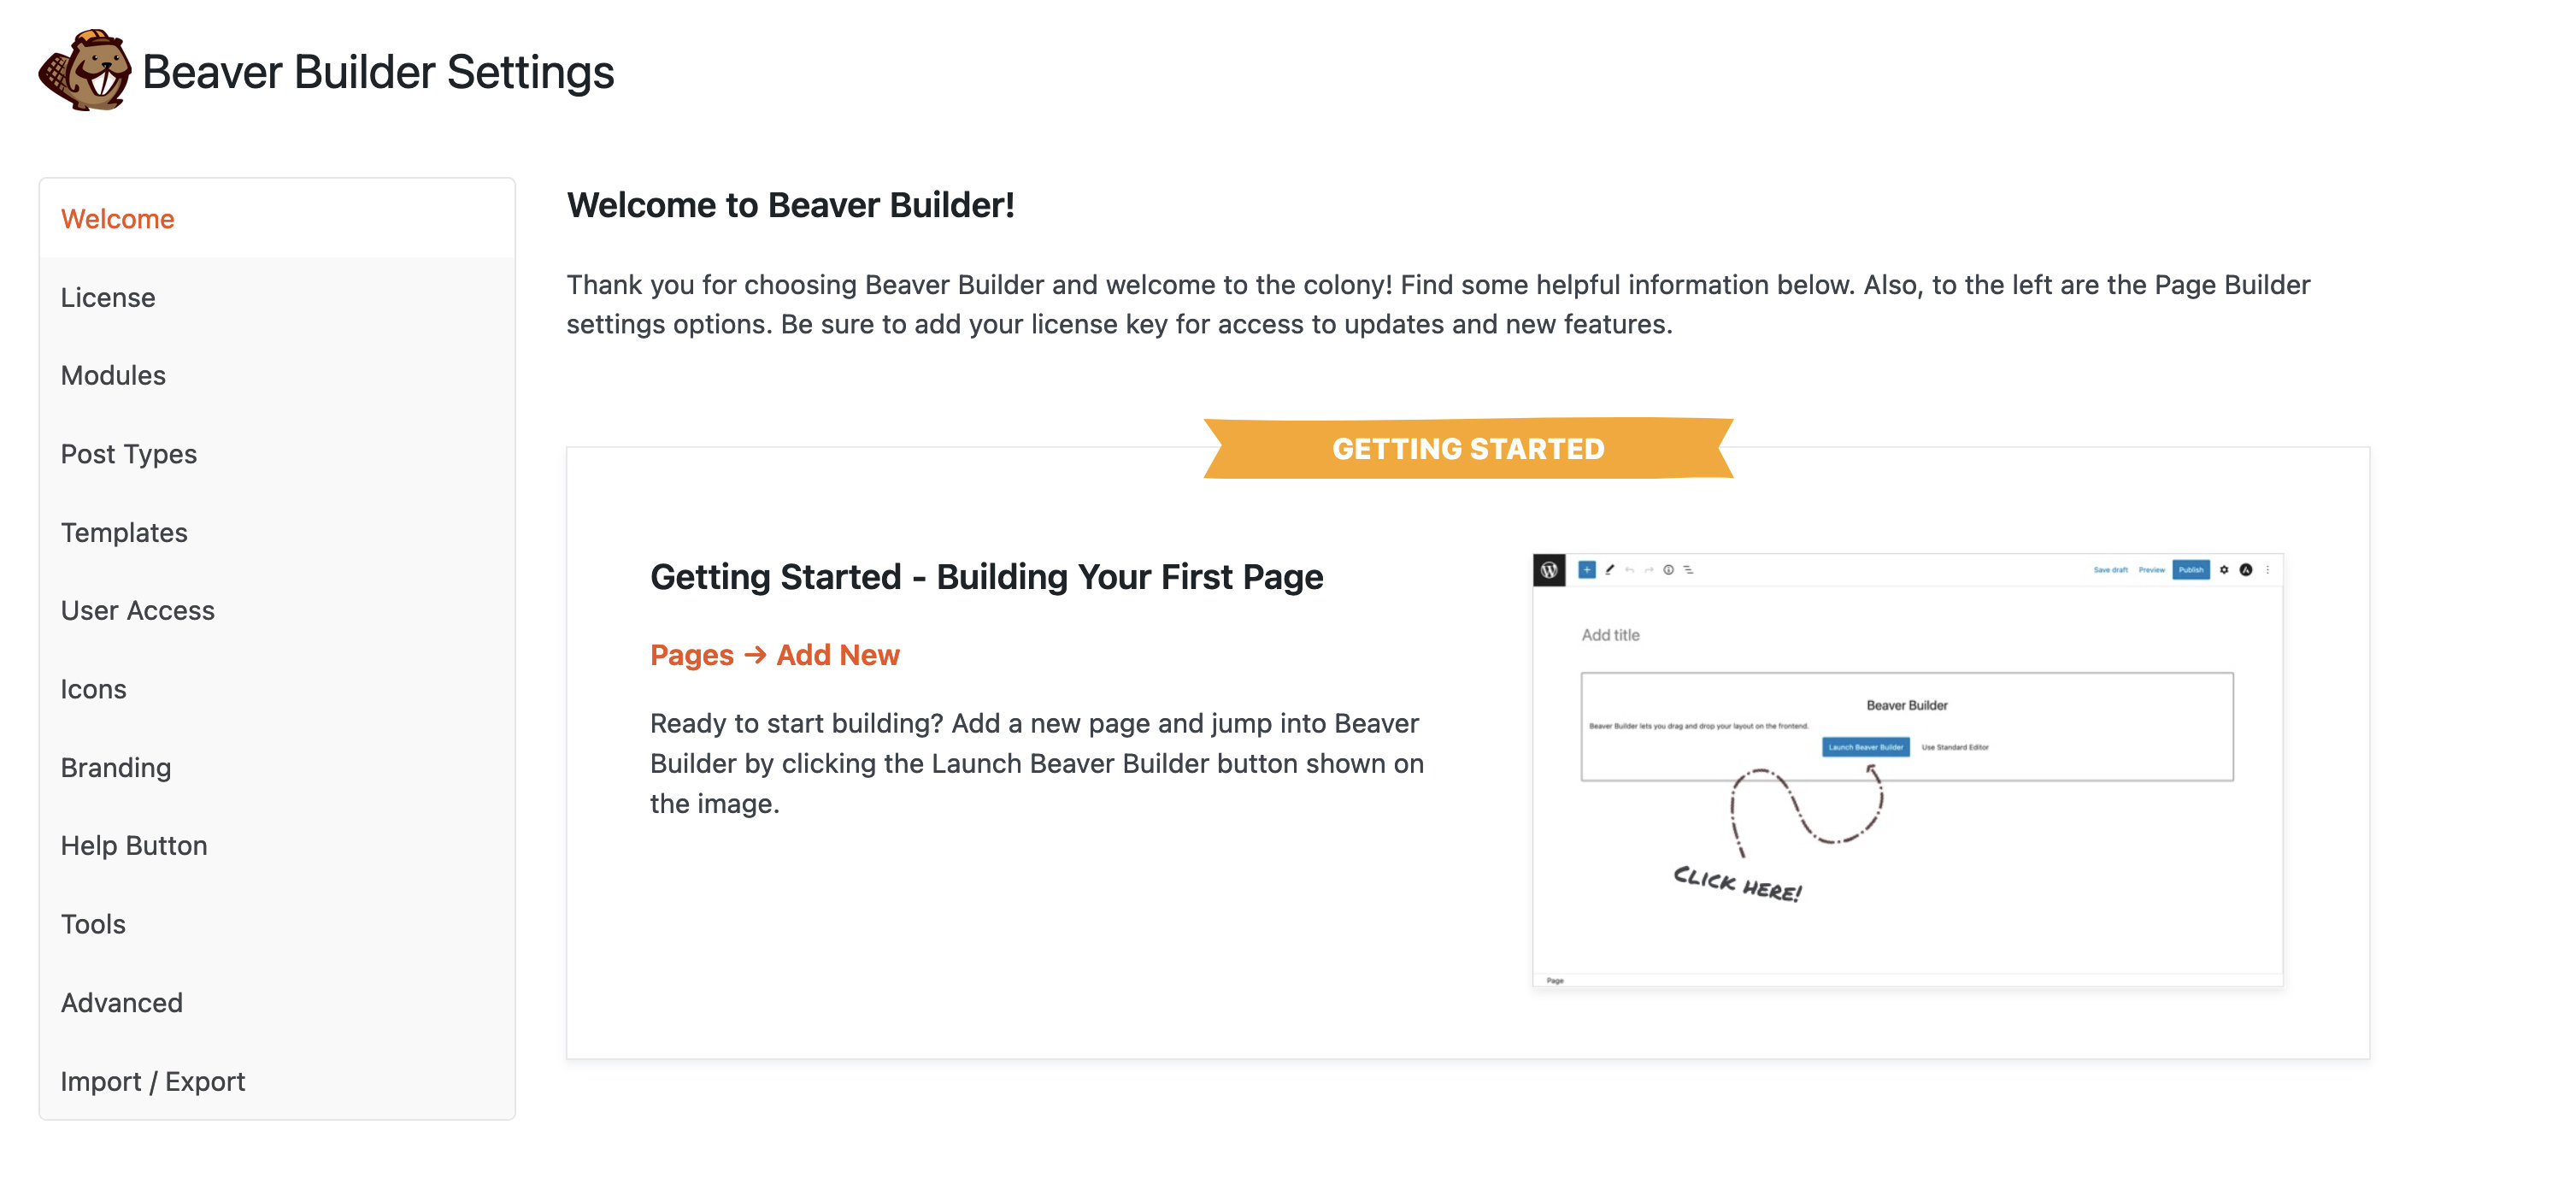 Beaver Builder Settings
Welcome
License
Modules
Post Types
Templates
User Access
Icons
Branding
Help Button
Tools
Advanced
Import / Export
Welcome to Beaver Builder!
Thank you for choosing Beaver Builder and welcome to the colony! Find some helpful information below. Also, to the left are the Page Builder
settings options. Be sure to add your license key for access to updates and new features.
GETTING STARTED
Getting Started - Building Your First Page
Pages → Add New
Ready to start building? Add a new page and jump into Beaver
Builder by clicking the Launch Beaver Builder button shown on
the image.
Save draft Preview Publish
Add title
Beaver Builder
Beaver Builder lets you drag and drop your layout on the frontend.
Launch Beaver Builder Use Standard Editor
CLICK HERE!
Page